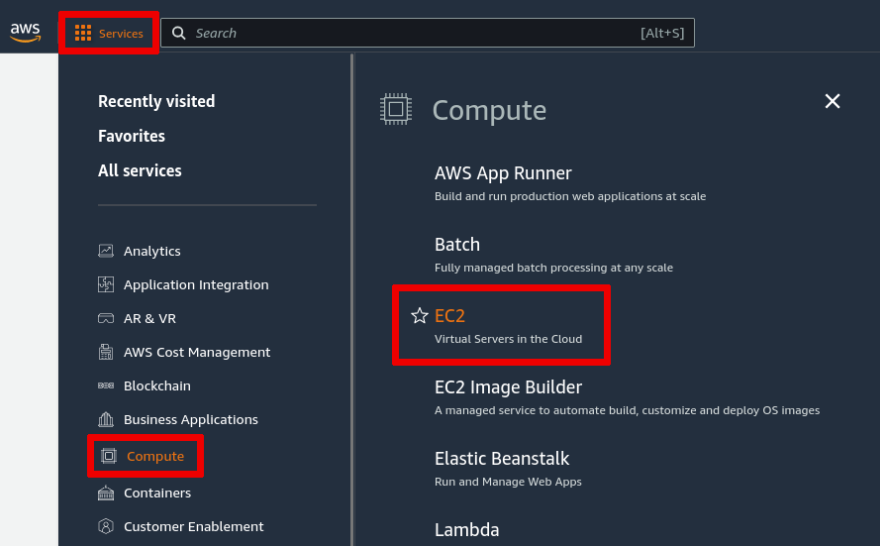 aws
Services
Search
[Alt+S]
Recently visited
Favorites
All services
Analytics
Application Integration
AR & VR
AWS Cost Management
Blockchain
Business Applications
Compute
Containers
Customer Enablement
Compute
AWS App Runner
Build and run production web applications at scale
Batch
Fully managed batch processing at any scale
EC2
Virtual Servers in the Cloud
EC2 Image Builder
A managed service to automate build, customize and deploy OS images
Elastic Beanstalk
Run and Manage Web Apps
Lambda